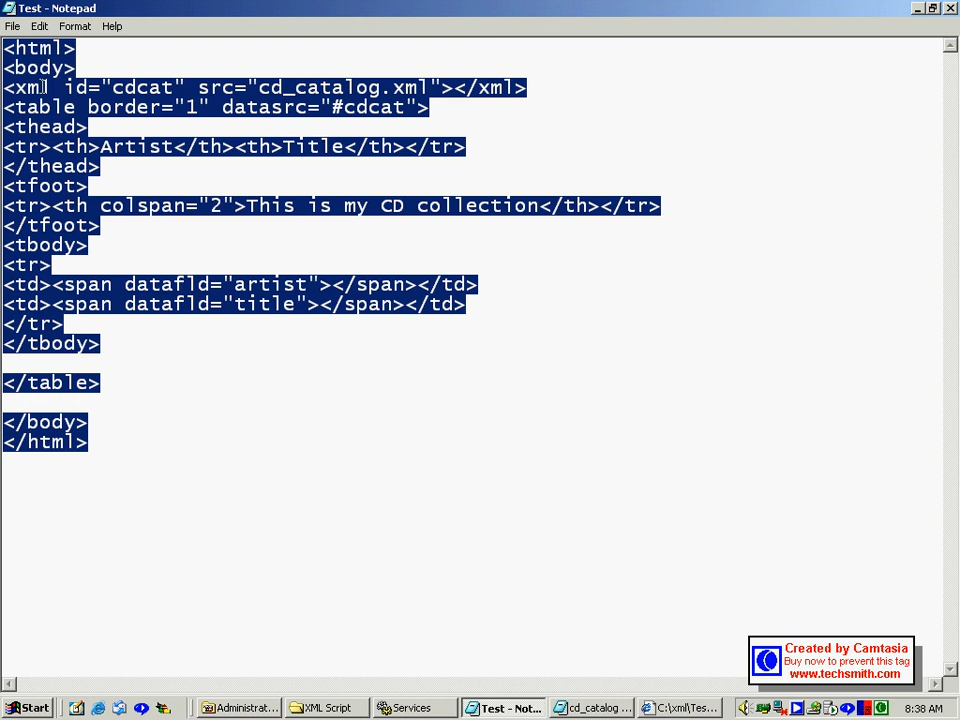 Test - Notepad
File Edit Format Help
<html>
<body>
<xml id="cdcat" src="cd_catalog.xml"></xml>
<table border="1" datasrc="#cdcat">
<thead>
<tr><th>Artist</th><th>Title</th></tr>
</thead>
<tfoot>
<tr><th colspan="2">This is my CD collection</th></tr>
</tfoot>
<tbody>
<tr>
<td><span datafld="artist"></span></td>
<td><span datafld="title"></span></td>
</tr>
</tbody>
</table>
</body>
</html>
Created by Camtasia
Buy now to prevent this tag
www.techsmith.com
Start Administrat... XML Script Services Test - Not... cd_catalog ... C:\xml\Tes... 8:38 AM